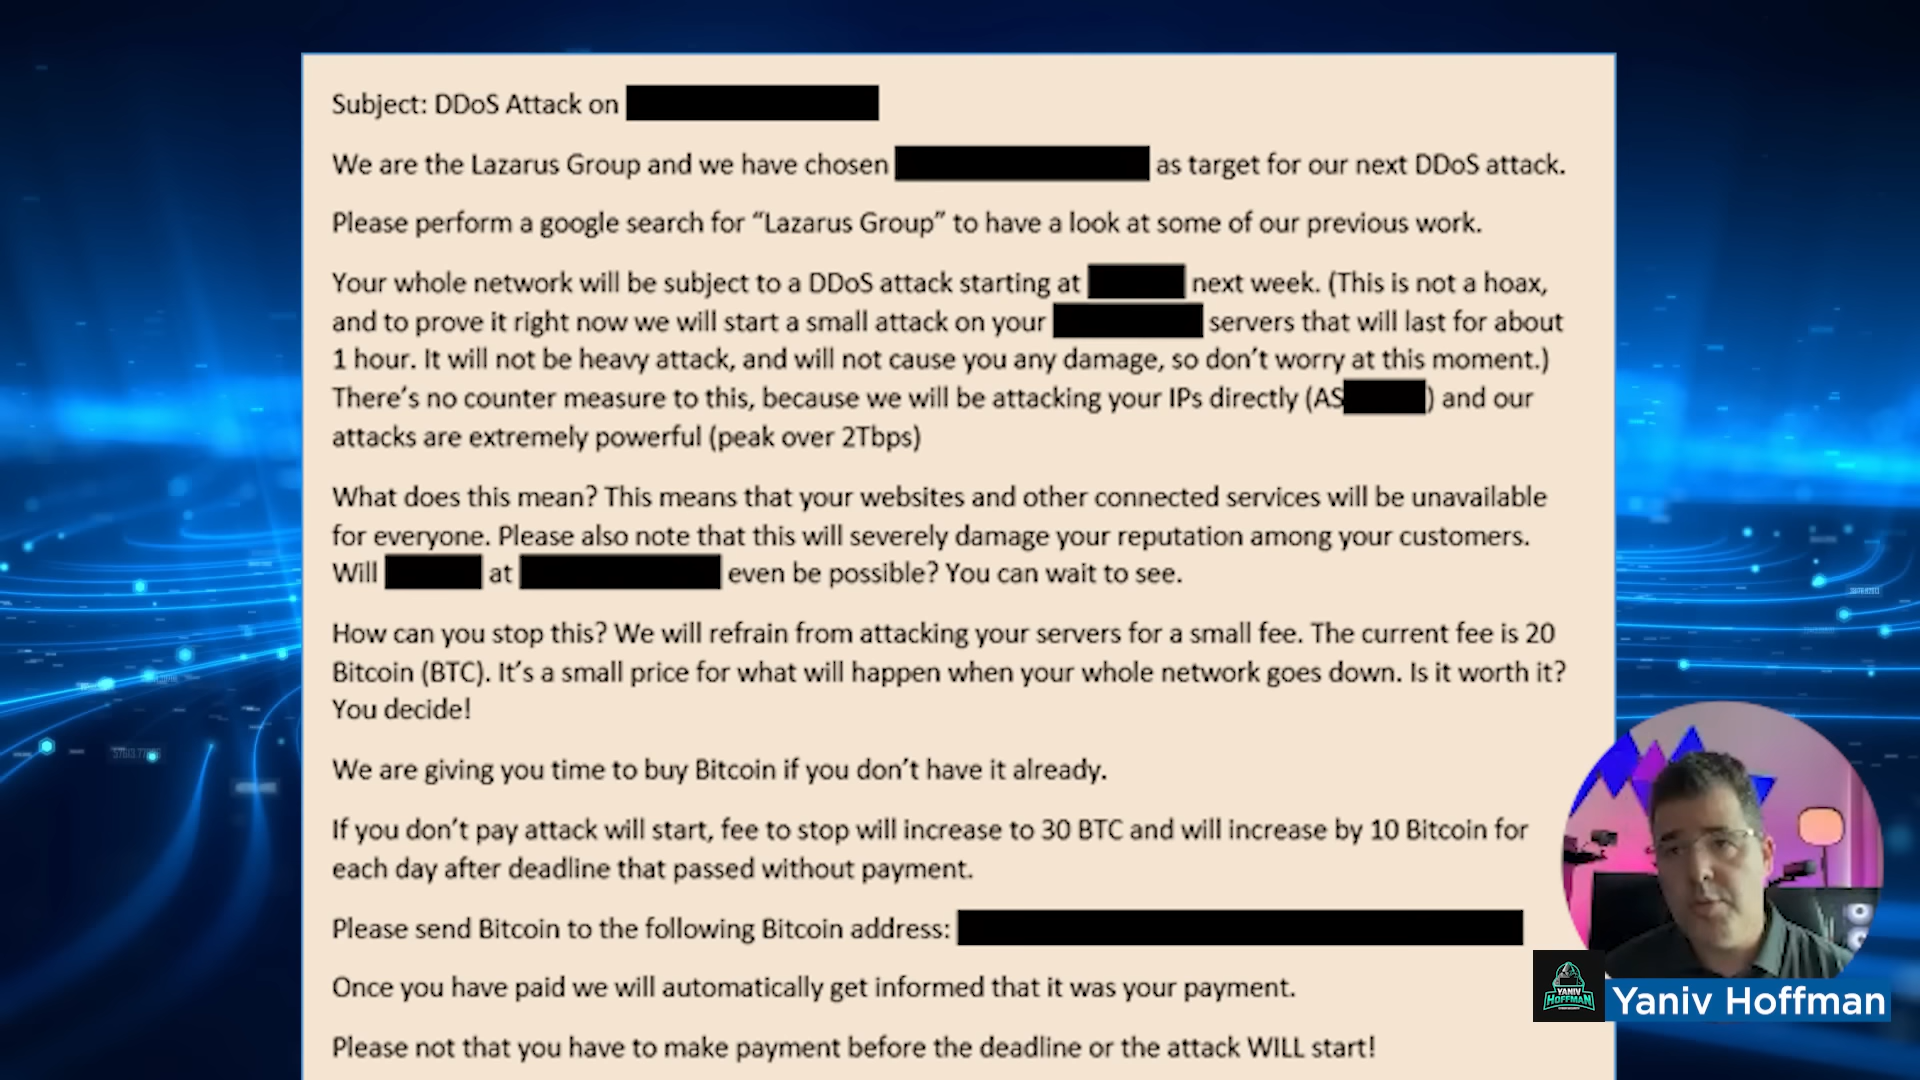 Subject: DDoS Attack on
We are the Lazarus Group and we have chosen as target for our next DDoS attack.
Please perform a google search for “Lazarus Group” to have a look at some of our previous work.
Your whole network will be subject to a DDoS attack starting at next week. (This is not a hoax,
and to prove it right now we will start a small attack on your servers that will last for about
1 hour. It will not be heavy attack, and will not cause you any damage, so don’t worry at this moment.)
There’s no counter measure to this, because we will be attacking your IPs directly (AS ) and our
attacks are extremely powerful (peak over 2Tbps)
What does this mean? This means that your websites and other connected services will be unavailable
for everyone. Please also note that this will severely damage your reputation among your customers.
Will at even be possible? You can wait to see.
How can you stop this? We will refrain from attacking your servers for a small fee. The current fee is 20
Bitcoin (BTC). It’s a small price for what will happen when your whole network goes down. Is it worth it?
You decide!
We are giving you time to buy Bitcoin if you don’t have it already.
If you don’t pay attack will start, fee to stop will increase to 30 BTC and will increase by 10 Bitcoin for
each day after deadline that passed without payment.
Please send Bitcoin to the following Bitcoin address:
Once you have paid we will automatically get informed that it was your payment.
Please not that you have to make payment before the deadline or the attack WILL start!
YANIV
HOFFMAN
Yaniv Hoffman